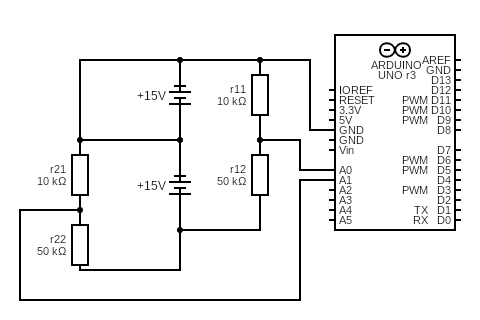 ARDUINO
UNO r3
AREF
GND
D13
IOREF
D12
RESET
PWM D11
3.3V
PWM D10
5V
PWM D9
GND
D8
GND
Vin
D7
PWM D6
A0
PWM D5
A1
D4
A2
PWM D3
A3
D2
A4
TX D1
A5
RX D0
+15V
r11
10 kΩ
r21
10 kΩ
+15V
r12
50 kΩ
r22
50 kΩ